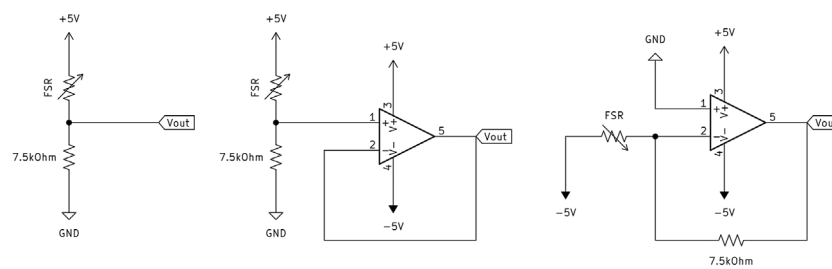 +5V
FSR
Vout
7.5kOhm
GND
+5V
FSR
+5V
3
1
+
V+
5
Vout
2
−
V−
4
7.5kOhm
GND
−5V
GND
+5V
FSR
3
1
+
V+
5
2
−
V−
4
−5V
−5V
7.5kOhm